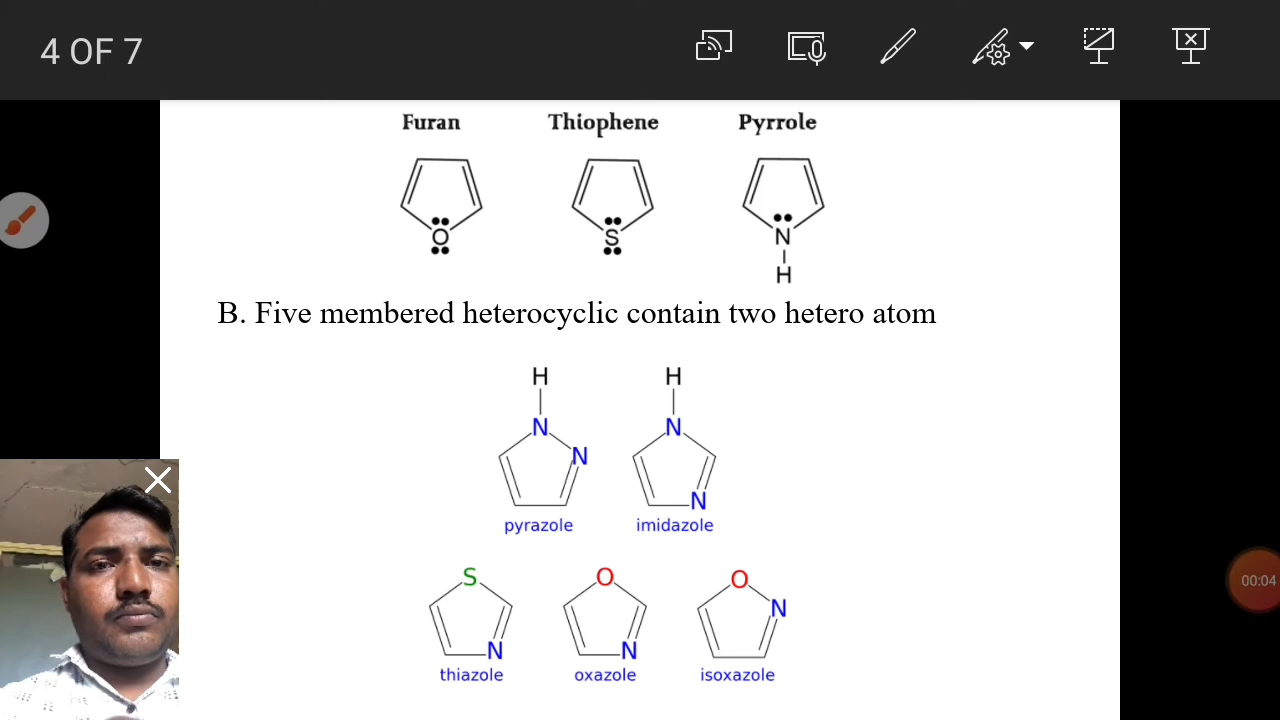 4 OF 7
Furan Thiophene Pyrrole
O S N
H
B. Five membered heterocyclic contain two hetero atom
H H
N N
N
N
pyrazole imidazole
S O O
N
N N
thiazole oxazole isoxazole
00:04